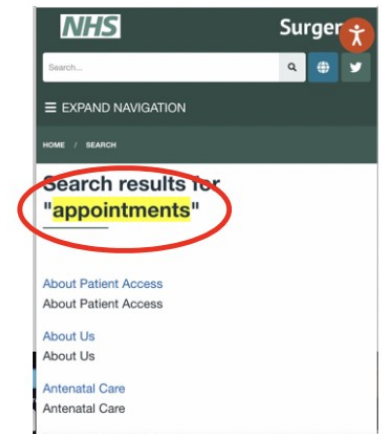 NHS
Surger
Search...
EXPAND NAVIGATION
HOME / SEARCH
Search results for
"appointments"
About Patient Access
About Patient Access
About Us
About Us
Antenatal Care
Antenatal Care